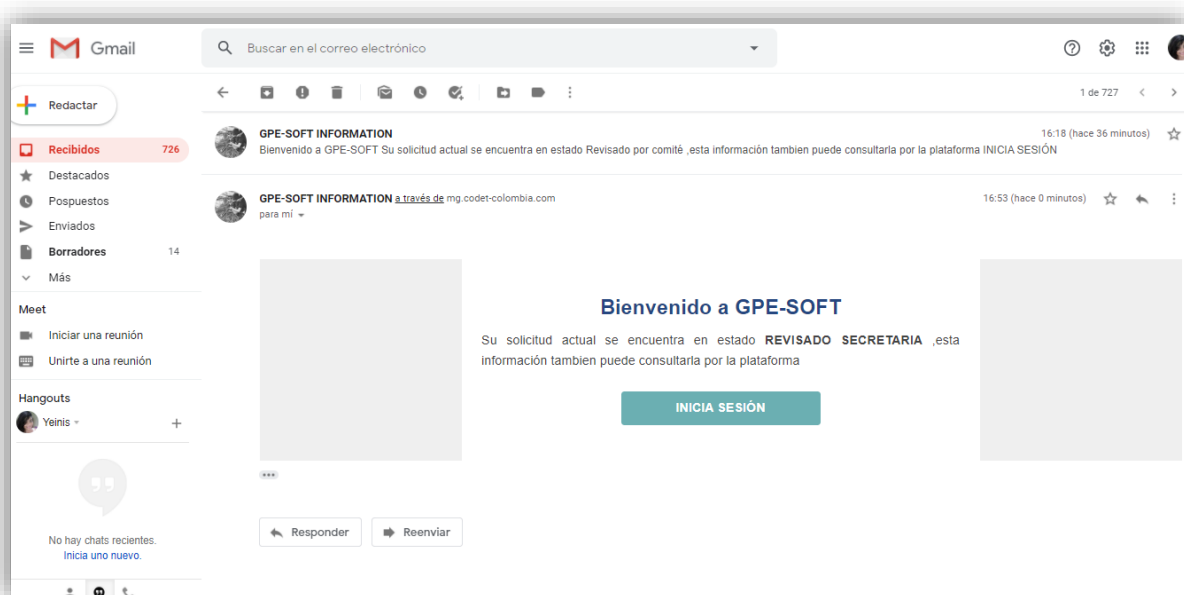 Gmail
Buscar en el correo electrónico
Redactar
1 de 727
Recibidos 726
Destacados
Pospuestos
Enviados
Borradores 14
Más
Meet
Iniciar una reunión
Unirte a una reunión
Hangouts
Yeinis
No hay chats recientes.
Inicia uno nuevo.
GPE-SOFT INFORMATION 16:18 (hace 36 minutos)
Bienvenido a GPE-SOFT Su solicitud actual se encuentra en estado Revisado por comité ,esta información tambien puede consultarla por la plataforma INICIA SESIÓN
GPE-SOFT INFORMATION a través de mg.codet-colombia.com 16:53 (hace 0 minutos)
para mí
Bienvenido a GPE-SOFT
Su solicitud actual se encuentra en estado REVISADO SECRETARIA ,esta
información tambien puede consultarla por la plataforma
INICIA SESIÓN
Responder Reenviar